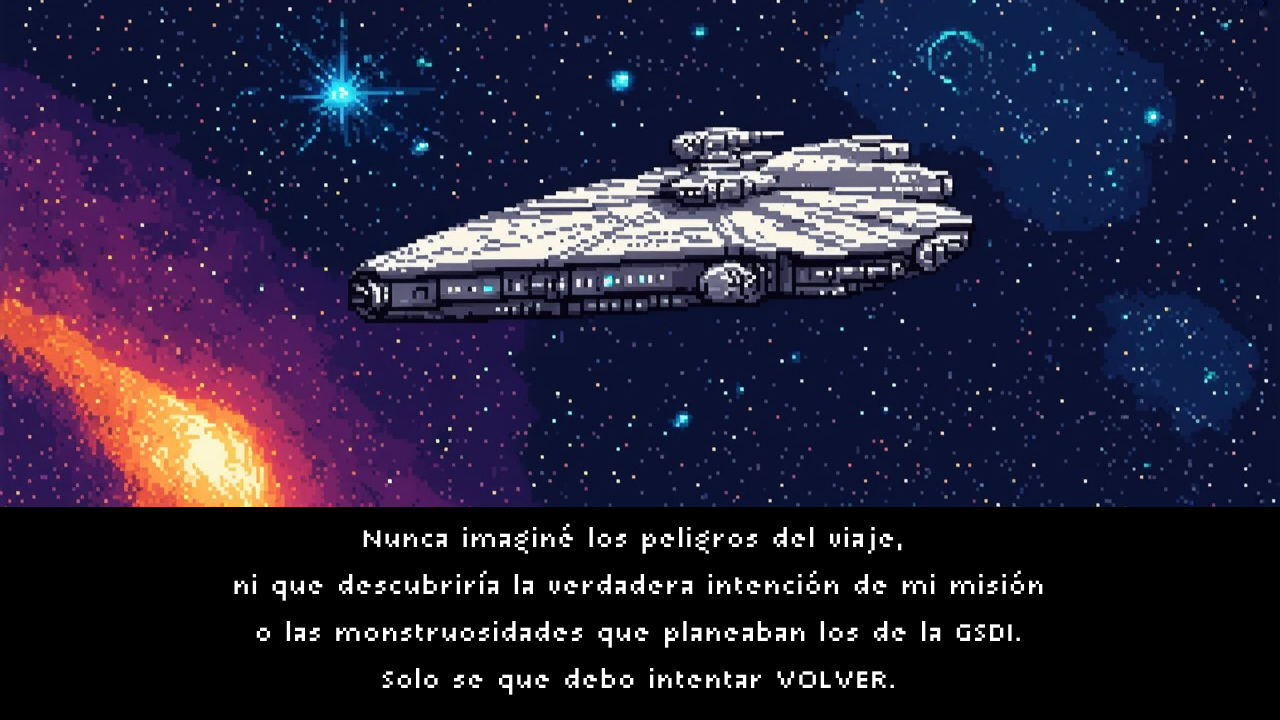 Nunca imaginé los peligros del viaje,
ni que descubriría la verdadera intención de mi misión
o las monstruosidades que planeaban los de la GSDI.
Solo se que debo intentar VOLVER.